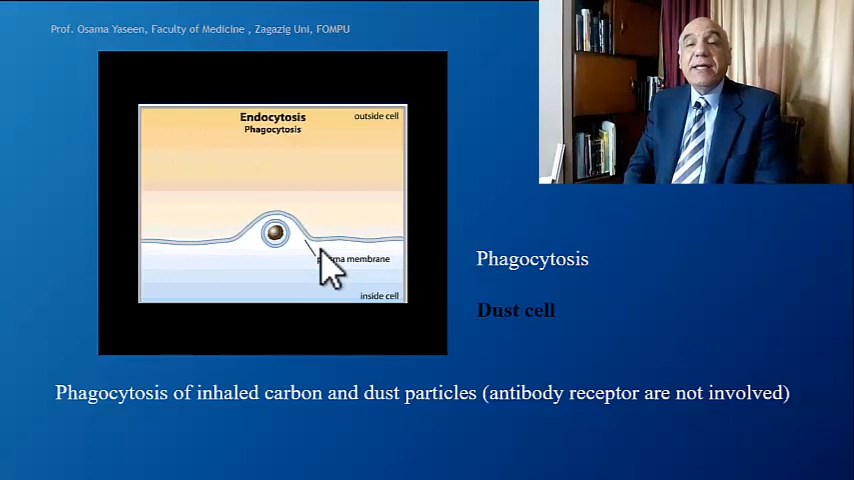 Prof. Osama Yaseen, Faculty of Medicine , Zagazig Uni, FOMPU
Endocytosis
Phagocytosis
outside cell
membrane
inside cell
Phagocytosis
Dust cell
Phagocytosis of inhaled carbon and dust particles (antibody receptor are not involved)